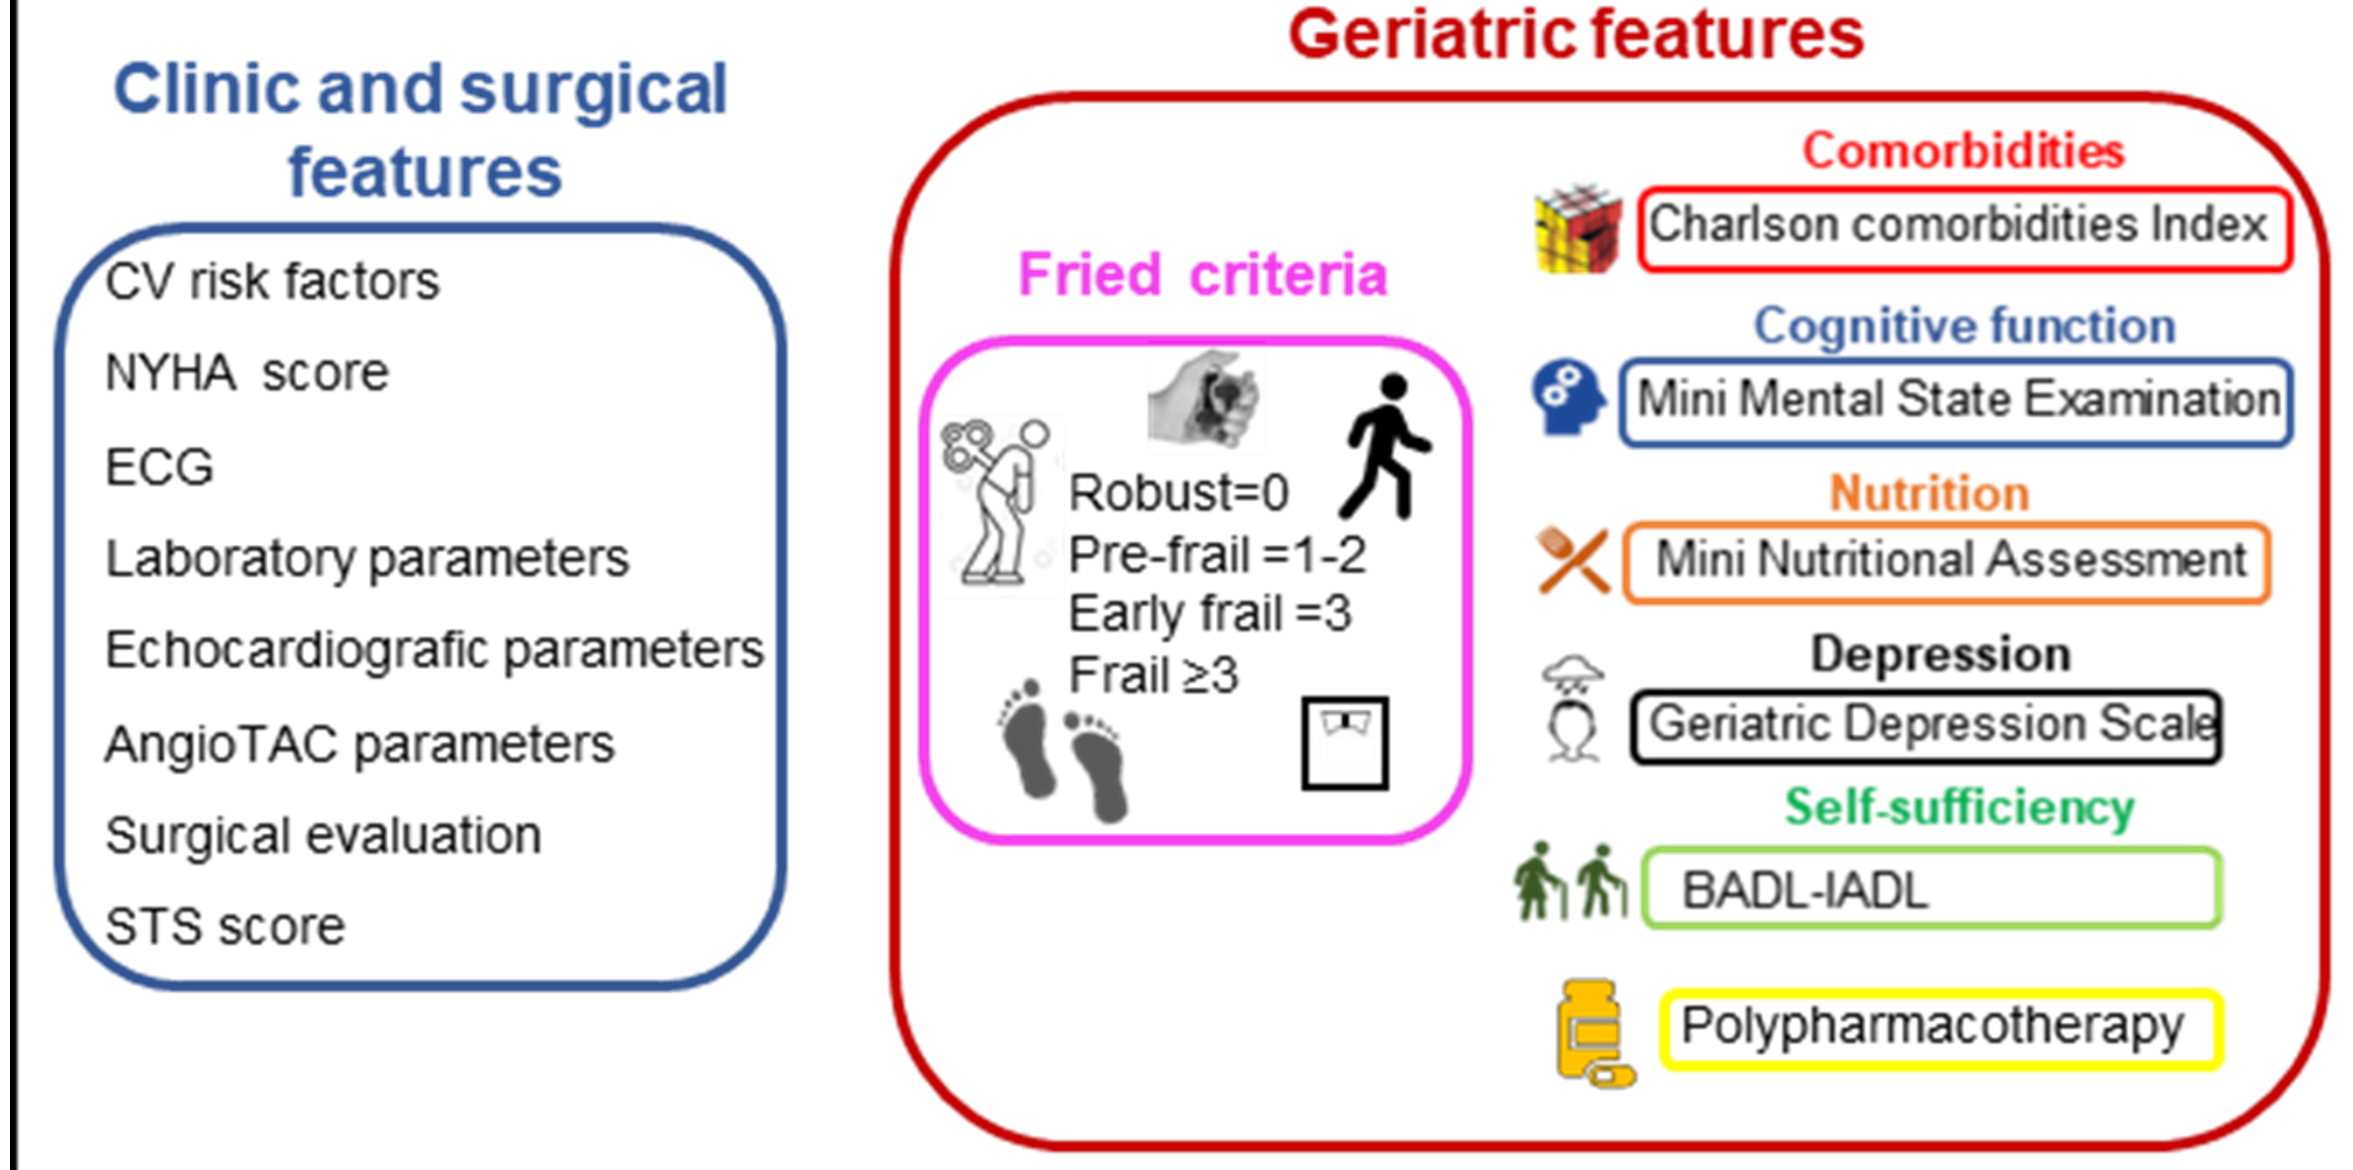 Clinic and surgical
features
CV risk factors
NYHA score
ECG
Laboratory parameters
Echocardiografic parameters
AngioTAC parameters
Surgical evaluation
STS score
Geriatric features
Fried criteria
Robust=0
Pre-frail =1-2
Early frail =3
Frail ≥3
Comorbidities
Charlson comorbidities Index
Cognitive function
Mini Mental State Examination
Nutrition
Mini Nutritional Assessment
Depression
Geriatric Depression Scale
Self-sufficiency
BADL-IADL
Polypharmacotherapy